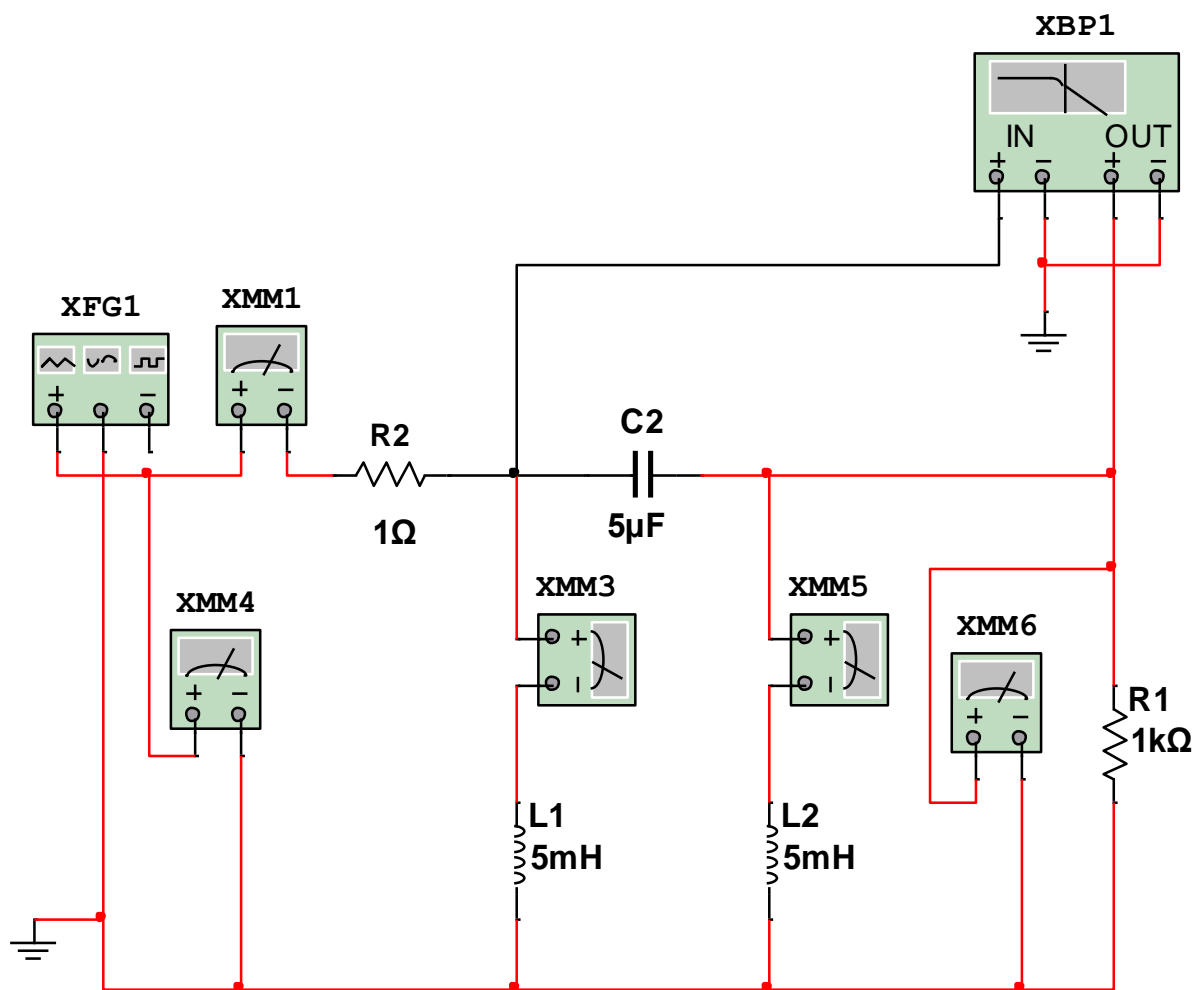 XBP1
IN OUT
+ − + −
XFG1
+ −
XMM1
+ −
R2
1Ω
C2
5µF
XMM4
+ −
XMM3
+
−
XMM5
+
−
XMM6
+ −
R1
1kΩ
L1
5mH
L2
5mH